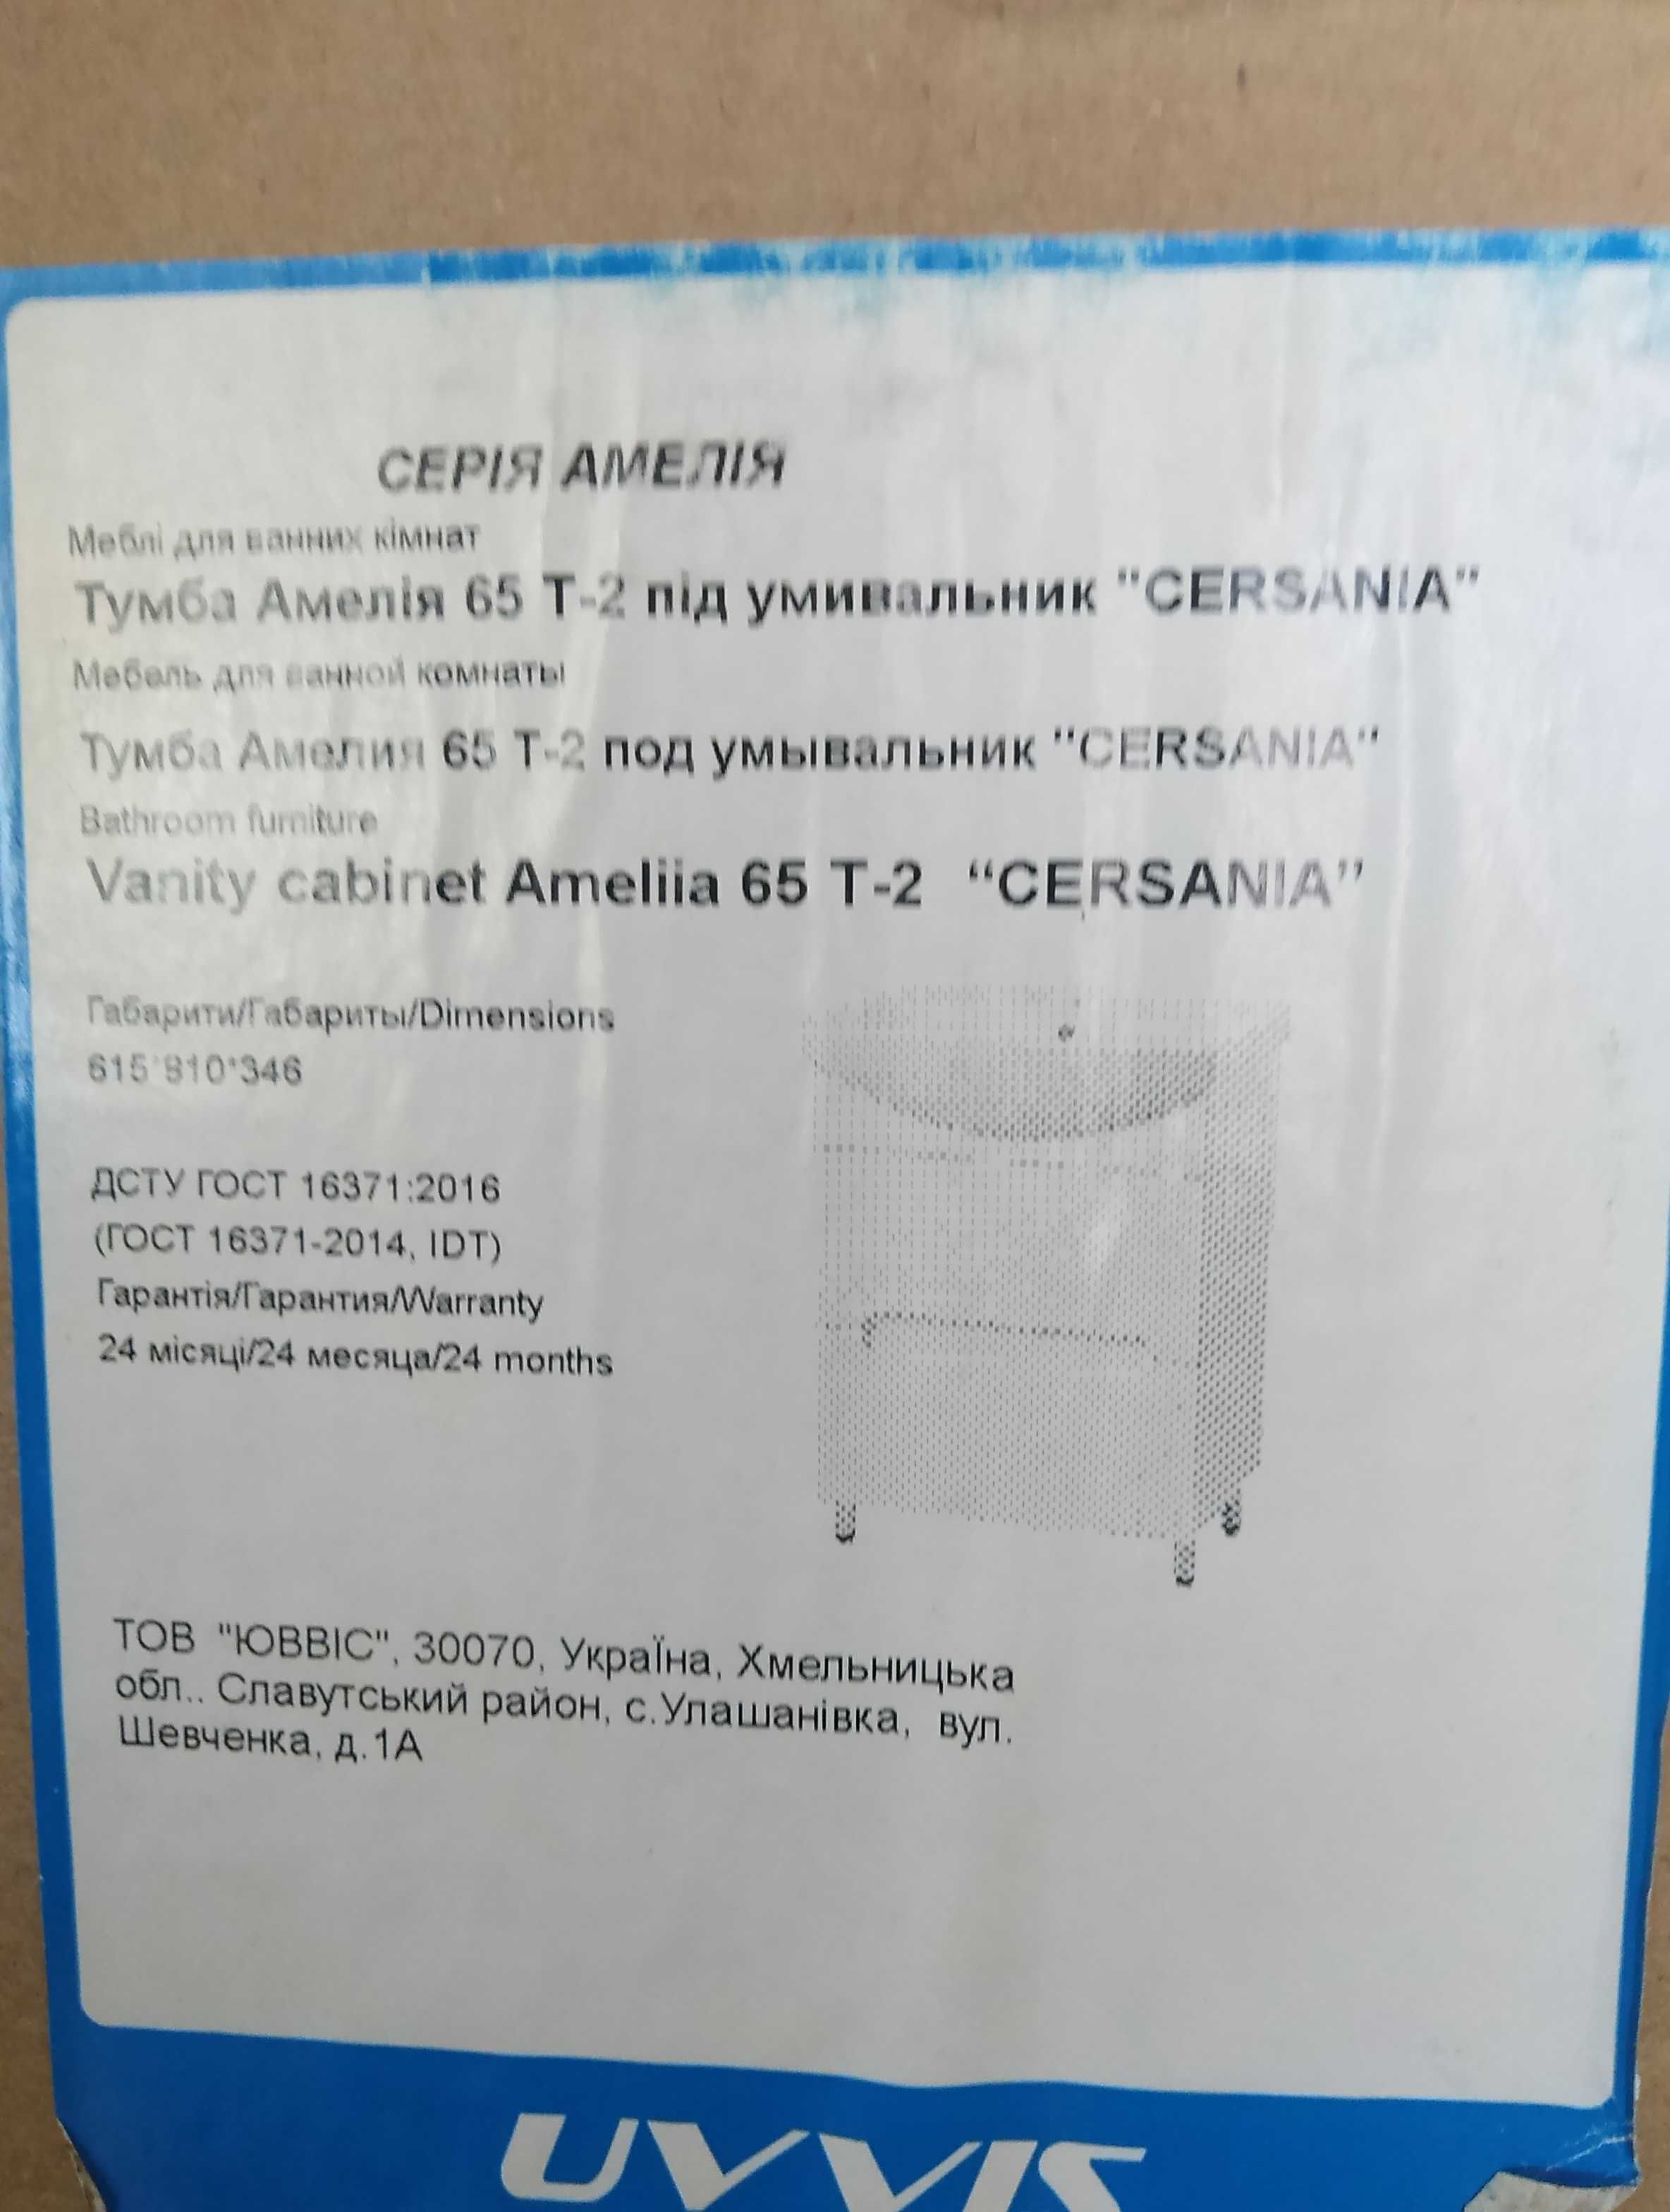 СЕРІЯ АМЕЛІЯ
Меблі для ванних кімнат
Тумба Амелія 65 Т-2 під умивальник "CERSANIA"
Мебель для ванной комнаты
Тумба Амелия 65 Т-2 под умывальник "CERSANIA"
Bathroom furniture
Vanity cabinet Ameliia 65 T-2 “CERSANIA”
Габарити/Габариты/Dimensions
615*810*346
ДСТУ ГОСТ 16371:2016
(ГОСТ 16371-2014, IDT)
Гарантія/Гарантия/Warranty
24 місяці/24 месяца/24 months
ТОВ "ЮВВІС", 30070, Україна, Хмельницька
обл.. Славутський район, с.Улашанівка, вул.
Шевченка, д.1А
UVVIS